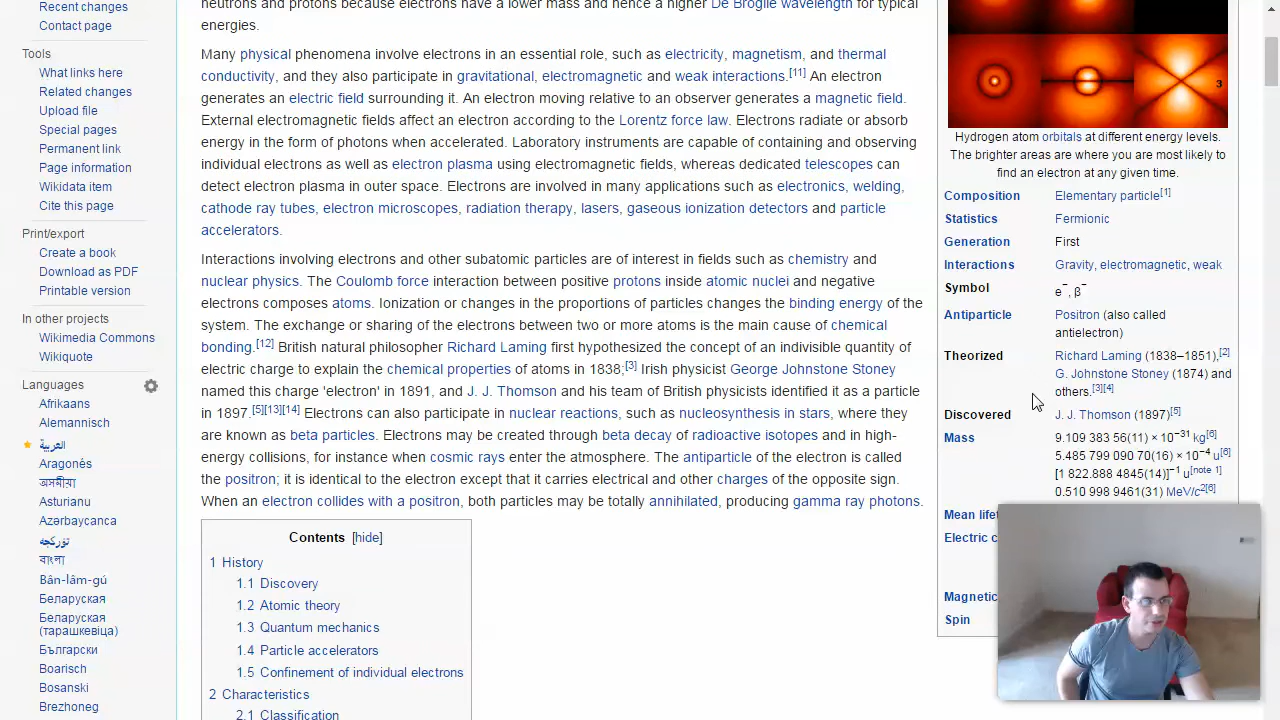 Recent changes
Contact page
Tools
What links here
Related changes
Upload file
Special pages
Permanent link
Page information
Wikidata item
Cite this page
Print/export
Create a book
Download as PDF
Printable version
In other projects
Wikimedia Commons
Wikiquote
Languages
Afrikaans
Alemannisch
العربية
Aragonés
অসমীয়া
Asturianu
Azərbaycanca
تۆرکجه
বাংলা
Bân-lâm-gú
Беларуская
Беларуская
(тарашкевіца)
Български
Boarisch
Bosanski
Brezhoneg
neutrons and protons because electrons have a lower mass and hence a higher De Broglie wavelength for typical
energies.
Many physical phenomena involve electrons in an essential role, such as electricity, magnetism, and thermal
conductivity, and they also participate in gravitational, electromagnetic and weak interactions.[11] An electron
generates an electric field surrounding it. An electron moving relative to an observer generates a magnetic field.
External electromagnetic fields affect an electron according to the Lorentz force law. Electrons radiate or absorb
energy in the form of photons when accelerated. Laboratory instruments are capable of containing and observing
individual electrons as well as electron plasma using electromagnetic fields, whereas dedicated telescopes can
detect electron plasma in outer space. Electrons are involved in many applications such as electronics, welding,
cathode ray tubes, electron microscopes, radiation therapy, lasers, gaseous ionization detectors and particle
accelerators.
Interactions involving electrons and other subatomic particles are of interest in fields such as chemistry and
nuclear physics. The Coulomb force interaction between positive protons inside atomic nuclei and negative
electrons composes atoms. Ionization or changes in the proportions of particles changes the binding energy of the
system. The exchange or sharing of the electrons between two or more atoms is the main cause of chemical
bonding.[12] British natural philosopher Richard Laming first hypothesized the concept of an indivisible quantity of
electric charge to explain the chemical properties of atoms in 1838;[3] Irish physicist George Johnstone Stoney
named this charge 'electron' in 1891, and J. J. Thomson and his team of British physicists identified it as a particle
in 1897.[5][13][14] Electrons can also participate in nuclear reactions, such as nucleosynthesis in stars, where they
are known as beta particles. Electrons may be created through beta decay of radioactive isotopes and in high-
energy collisions, for instance when cosmic rays enter the atmosphere. The antiparticle of the electron is called
the positron; it is identical to the electron except that it carries electrical and other charges of the opposite sign.
When an electron collides with a positron, both particles may be totally annihilated, producing gamma ray photons.
Contents [hide]
1 History
1.1 Discovery
1.2 Atomic theory
1.3 Quantum mechanics
1.4 Particle accelerators
1.5 Confinement of individual electrons
2 Characteristics
2.1 Classification
3
Hydrogen atom orbitals at different energy levels.
The brighter areas are where you are most likely to
find an electron at any given time.
Composition Elementary particle[1]
Statistics Fermionic
Generation First
Interactions Gravity, electromagnetic, weak
Symbol e−, β−
Antiparticle Positron (also called
antielectron)
Theorized Richard Laming (1838–1851),[2]
G. Johnstone Stoney (1874) and
others.[3][4]
Discovered J. J. Thomson (1897)[5]
Mass 9.109 383 56(11) × 10−31 kg[6]
5.485 799 090 70(16) × 10−4 u[6]
[1 822.888 4845(14)]−1 u[note 1]
0.510 998 9461(31) MeV/c2[6]
Mean lifet
Electric c
Magnetic
Spin